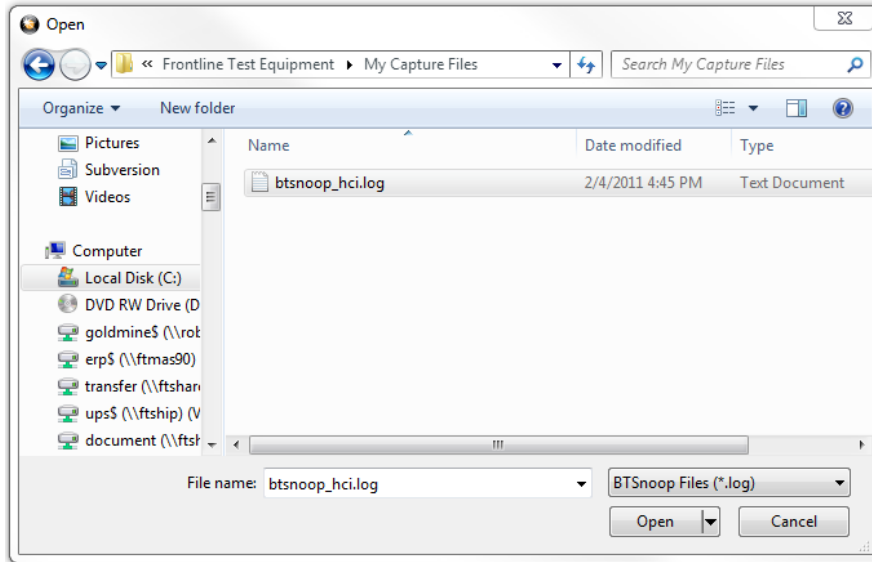 Open
« Frontline Test Equipment ▸ My Capture Files
Search My Capture Files
Organize
New folder
Pictures
Subversion
Videos
Computer
Local Disk (C:)
DVD RW Drive (D
goldmine$ (\\rob
erp$ (\\ftmas90)
transfer (\\ftshar
ups$ (\\ftship) (V
document (\\ftsh
Name Date modified Type
btsnoop_hci.log 2/4/2011 4:45 PM Text Document
File name: btsnoop_hci.log BTSnoop Files (*.log)
Open Cancel